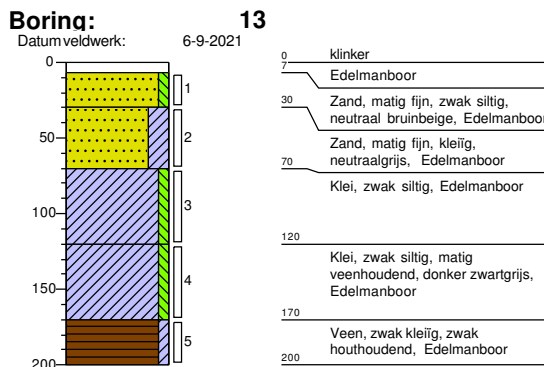 Boring: 13
Datum veldwerk: 6-9-2021
0
50
100
150
200
1
2
3
4
5
0
klinker
7
Edelmanboor
30
Zand, matig fijn, zwak siltig,
neutraal bruinbeige, Edelmanboor
Zand, matig fijn, kleiïg,
neutraalgrijs, Edelmanboor
70
Klei, zwak siltig, Edelmanboor
120
Klei, zwak siltig, matig
veenhoudend, donker zwartgrijs,
Edelmanboor
170
Veen, zwak kleiïg, zwak
houthoudend, Edelmanboor
200